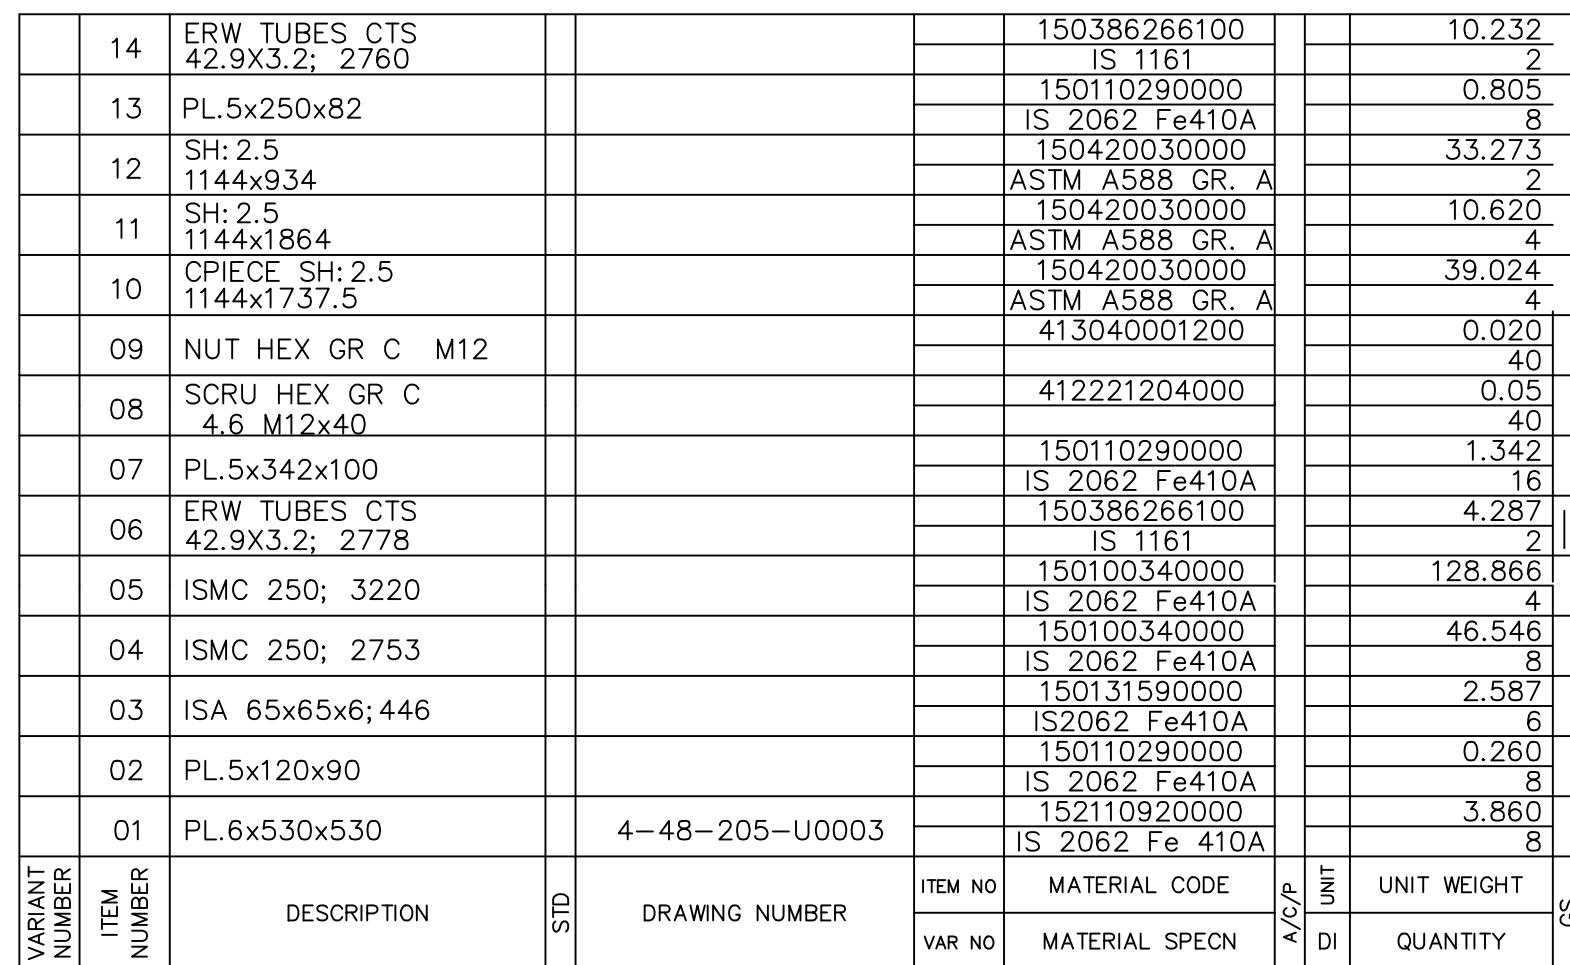 14 ERW TUBES CTS 150386266100 10.232
42.9X3.2; 2760 IS 1161 2
13 PL.5x250x82 150110290000 0.805
IS 2062 Fe410A 8
12 SH:2.5 150420030000 33.273
1144x934 ASTM A588 GR. A 2
11 SH:2.5 150420030000 10.620
1144x1864 ASTM A588 GR. A 4
10 CPIECE SH:2.5 150420030000 39.024
1144x1737.5 ASTM A588 GR. A 4
09 NUT HEX GR C M12 413040001200 0.020
40
08 SCRU HEX GR C 412221204000 0.05
4.6 M12x40 40
07 PL.5x342x100 150110290000 1.342
IS 2062 Fe410A 16
06 ERW TUBES CTS 150386266100 4.287
42.9X3.2; 2778 IS 1161 2
05 ISMC 250; 3220 150100340000 128.866
IS 2062 Fe410A 4
04 ISMC 250; 2753 150100340000 46.546
IS 2062 Fe410A 8
03 ISA 65x65x6;446 150131590000 2.587
IS2062 Fe410A 6
02 PL.5x120x90 150110290000 0.260
IS 2062 Fe410A 8
01 PL.6x530x530 4-48-205-U0003 152110920000 3.860
IS 2062 Fe 410A 8
VARIANT NUMBER ITEM NUMBER DESCRIPTION STD DRAWING NUMBER ITEM NO MATERIAL CODE A/C/P UNIT UNIT WEIGHT
VAR NO MATERIAL SPECN DI QUANTITY